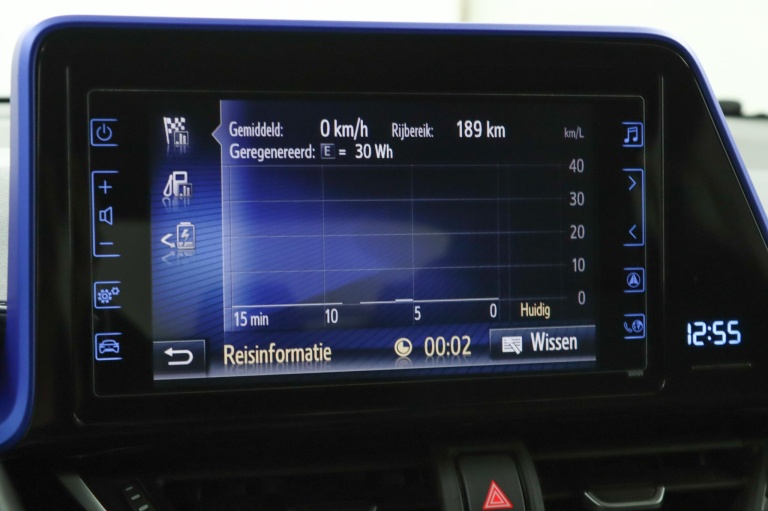 Gemiddeld: 0 km/h Rijbereik: 189 km km/L
Geregenereerd: E = 30 Wh
40
30
20
10
0
15 min 10 5 0 Huidig
Reisinformatie 00:02 Wissen
12:55